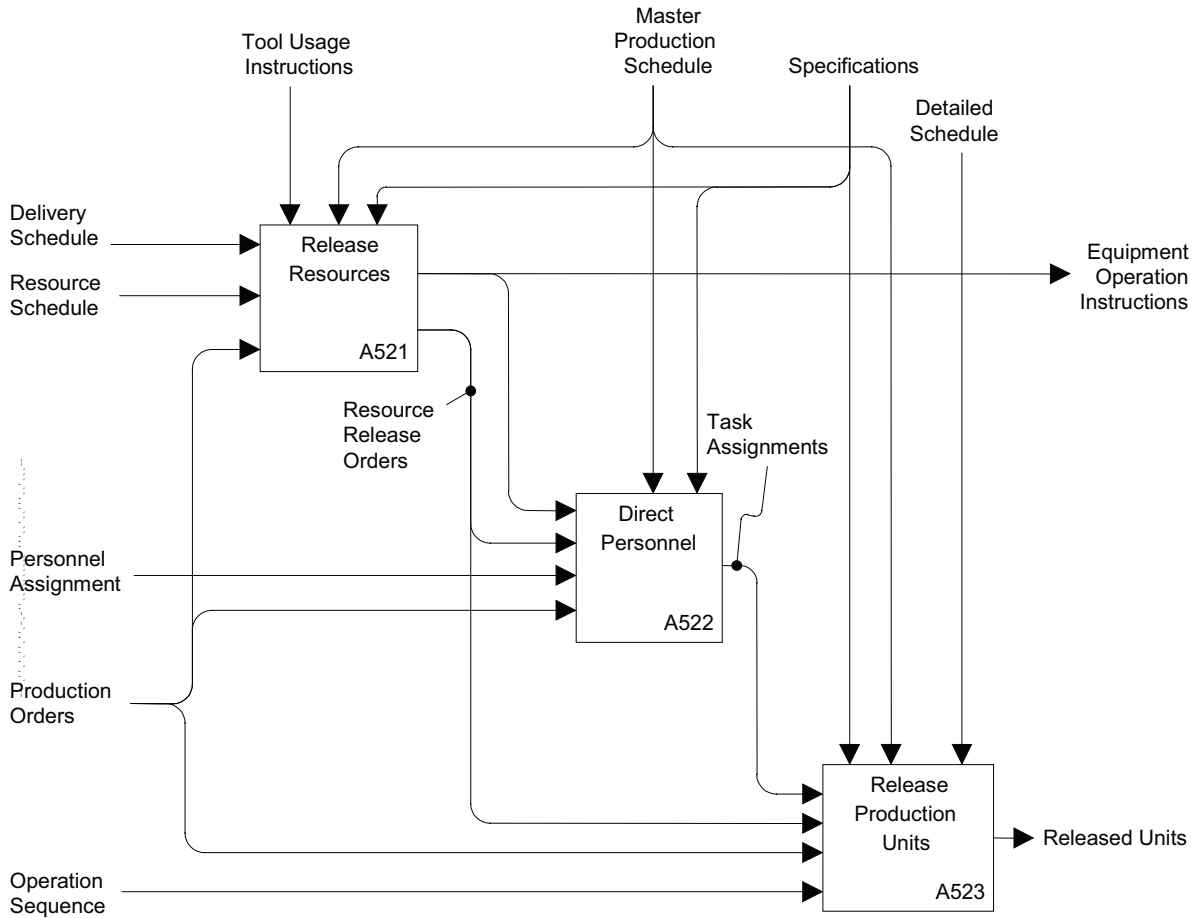 Tool Usage
Instructions
Master
Production
Schedule
Specifications
Detailed
Schedule
Delivery
Schedule
Resource
Schedule
Release
Resources
A521
Equipment
Operation
Instructions
Resource
Release
Orders
Task
Assignments
Direct
Personnel
A522
Personnel
Assignment
Production
Orders
Release
Production
Units
A523
Released Units
Operation
Sequence